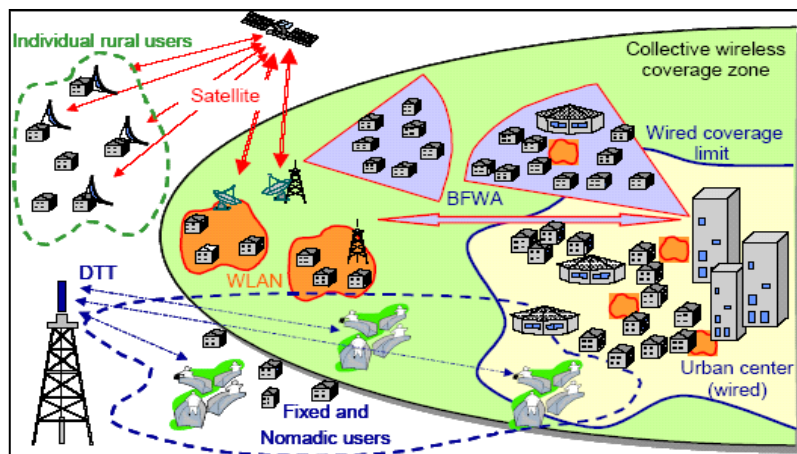 Individual rural users
Satellite
Collective wireless
coverage zone
Wired coverage
limit
BFWA
WLAN
DTT
Urban center
(wired)
Fixed and
Nomadic users